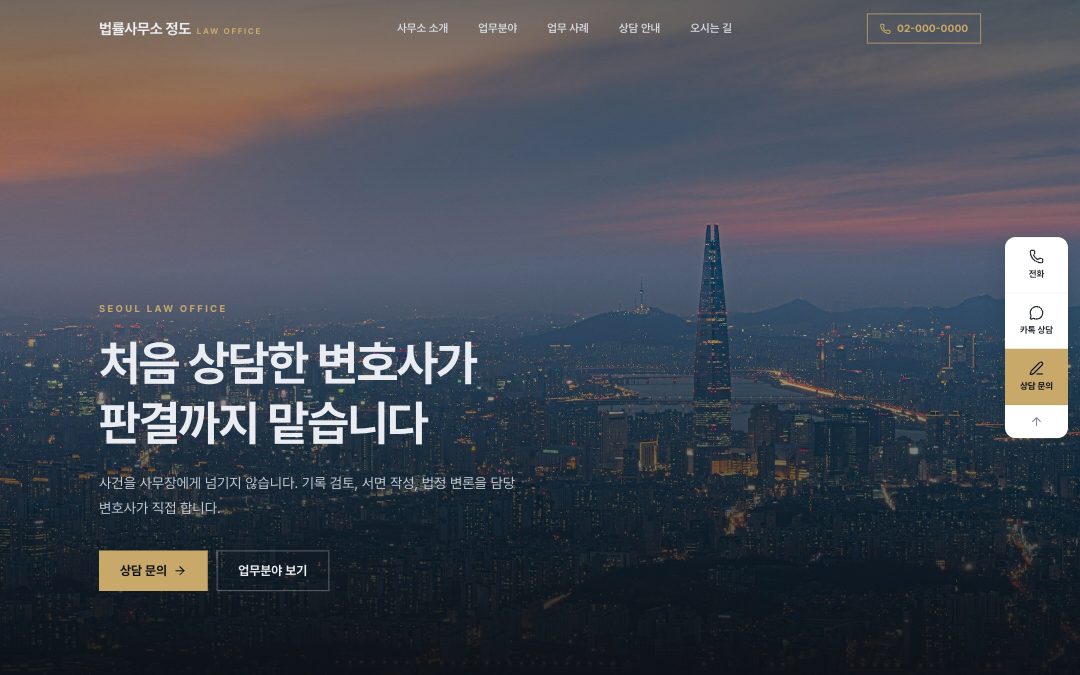 법률사무소 정도 LAW OFFICE
사무소 소개 업무분야 업무 사례 상담 안내 오시는 길
02-000-0000
전화
카톡 상담
상담 문의
SEOUL LAW OFFICE
처음 상담한 변호사가
판결까지 맡습니다
사건을 사무장에게 넘기지 않습니다. 기록 검토, 서면 작성, 법정 변론을 담당
변호사가 직접 합니다.
상담 문의 → 업무분야 보기